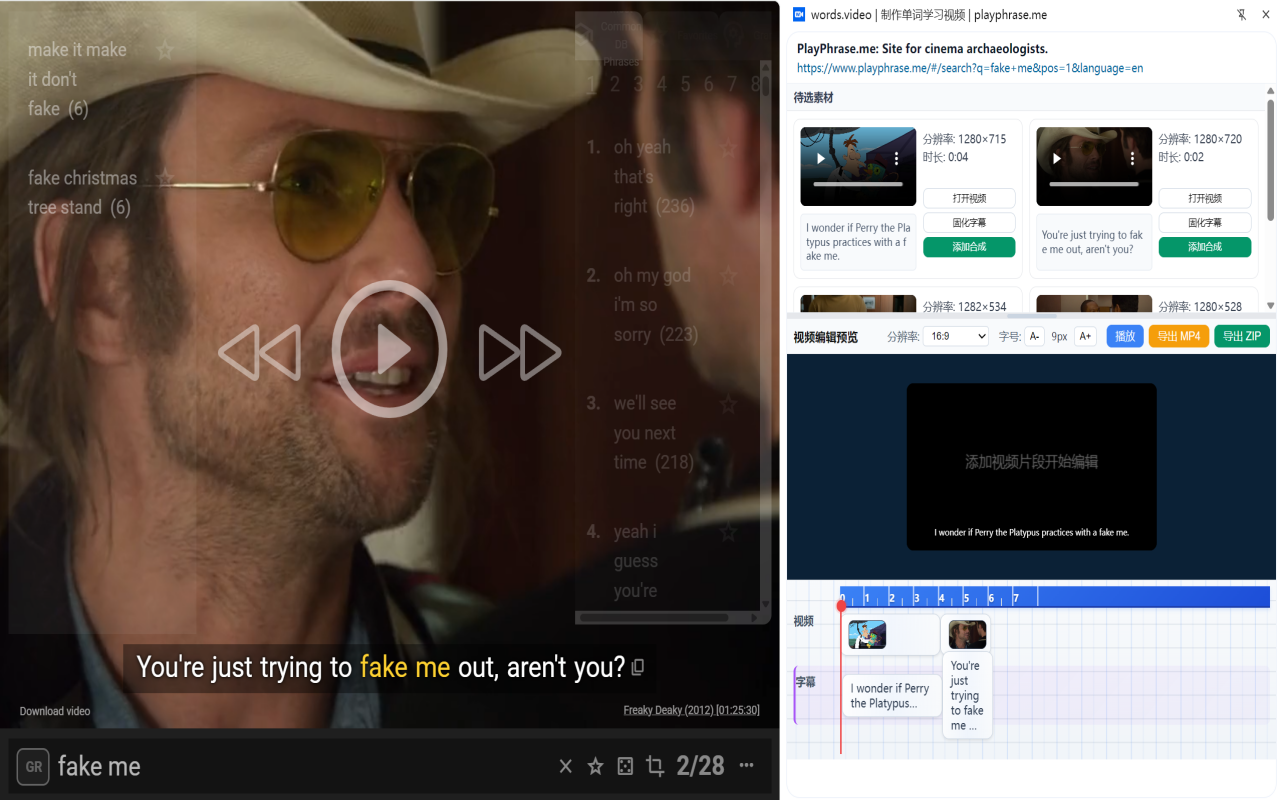 make it make
it don't
fake (6)
fake christmas
tree stand (6)
Phrases
1 2 3 4 5 6 7 8
1. oh yeah
that's
right (236)
2. oh my god
i'm so
sorry (223)
3. we'll see
you next
time (218)
4. yeah i
guess
you're
You're just trying to fake me out, aren't you?
Download video
Freaky Deaky (2012) [01:25:30]
GR fake me 2/28
words.video | 制作单词学习视频 | playphrase.me
PlayPhrase.me: Site for cinema archaeologists.
https://www.playphrase.me/#/search?q=fake+me&pos=1&language=en
待选素材
分辨率: 1280×715
时长: 0:04
打开视频
固化字幕
添加合成
I wonder if Perry the Pla
typus practices with a f
ake me.
分辨率: 1280×720
时长: 0:02
打开视频
固化字幕
添加合成
You're just trying to fak
e me out, aren't you?
分辨率: 1282×534
分辨率: 1280×528
视频编辑预览 分辨率: 16:9 字号: A- 9px A+ 播放 导出 MP4 导出 ZIP
添加视频片段开始编辑
I wonder if Perry the Platypus practices with a fake me.
0 1 2 3 4 5 6 7
视频
字幕
I wonder if Perry
the Platypus...
You're
just
trying
to fake
me ...